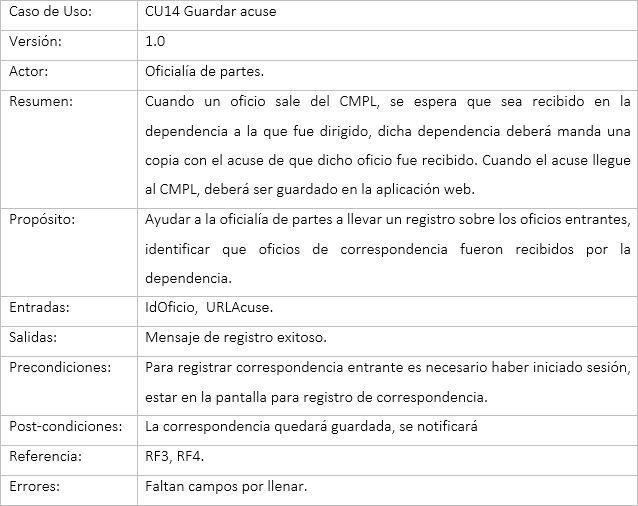 Caso de Uso: CU14 Guardar acuse
Versión: 1.0
Actor: Oficialía de partes.
Resumen: Cuando un oficio sale del CMPL, se espera que sea recibido en la
dependencia a la que fue dirigido, dicha dependencia deberá manda una
copia con el acuse de que dicho oficio fue recibido. Cuando el acuse llegue
al CMPL, deberá ser guardado en la aplicación web.
Propósito: Ayudar a la oficialía de partes a llevar un registro sobre los oficios entrantes,
identificar que oficios de correspondencia fueron recibidos por la
dependencia.
Entradas: IdOficio, URLAcuse.
Salidas: Mensaje de registro exitoso.
Precondiciones: Para registrar correspondencia entrante es necesario haber iniciado sesión,
estar en la pantalla para registro de correspondencia.
Post-condiciones: La correspondencia quedará guardada, se notificará
Referencia: RF3, RF4.
Errores: Faltan campos por llenar.